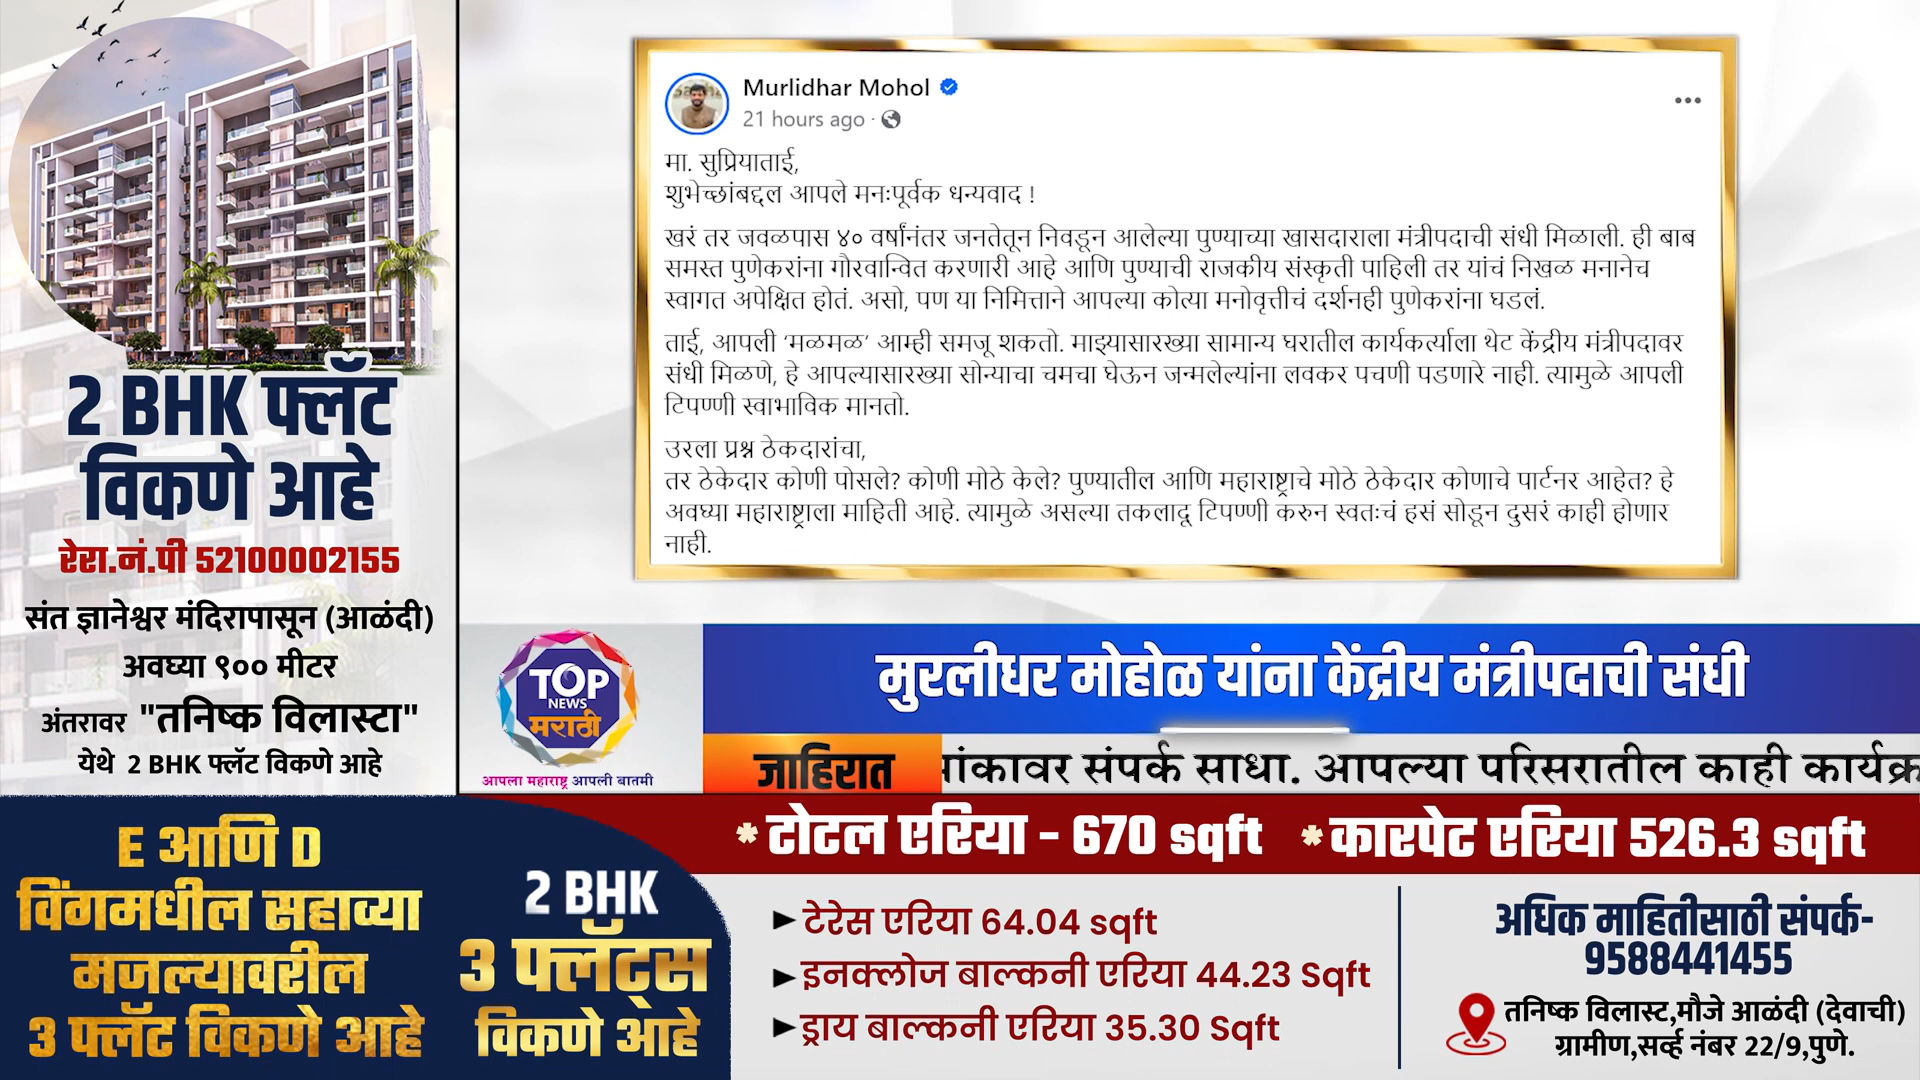 2 BHK फ्लॅट
विकणे आहे
रेरा.नं.पी 52100002155
संत ज्ञानेश्वर मंदिरापासून (आळंदी)
अवघ्या ९०० मीटर
अंतरावर "तनिष्क विलास्टा"
येथे 2 BHK फ्लॅट विकणे आहे
Murlidhar Mohol
21 hours ago ·
मा. सुप्रियाताई,
शुभेच्छांबद्दल आपले मनःपूर्वक धन्यवाद !
खरं तर जवळपास ४० वर्षांनंतर जनतेतून निवडून आलेल्या पुण्याच्या खासदाराला मंत्रीपदाची संधी मिळाली. ही बाब
समस्त पुणेकरांना गौरवान्वित करणारी आहे आणि पुण्याची राजकीय संस्कृती पाहिली तर यांचं निखळ मनानेच
स्वागत अपेक्षित होतं. असो, पण या निमित्ताने आपल्या कोत्या मनोवृत्तीचं दर्शनही पुणेकरांना घडलं.
ताई, आपली ‘मळमळ’ आम्ही समजू शकतो. माझ्यासारख्या सामान्य घरातील कार्यकर्त्याला थेट केंद्रीय मंत्रीपदावर
संधी मिळणे, हे आपल्यासारख्या सोन्याचा चमचा घेऊन जन्मलेल्यांना लवकर पचणी पडणारे नाही. त्यामुळे आपली
टिपण्णी स्वाभाविक मानतो.
उरला प्रश्न ठेकदारांचा,
तर ठेकेदार कोणी पोसले? कोणी मोठे केले? पुण्यातील आणि महाराष्ट्राचे मोठे ठेकेदार कोणाचे पार्टनर आहेत? हे
अवघ्या महाराष्ट्राला माहिती आहे. त्यामुळे असल्या तकलादू टिपण्णी करुन स्वतःचं हसं सोडून दुसरं काही होणार
नाही.
TOP
NEWS
मराठी
आपला महाराष्ट्र आपली बातमी
मुरलीधर मोहोळ यांना केंद्रीय मंत्रीपदाची संधी
जाहिरात
ांकावर संपर्क साधा. आपल्या परिसरातील काही कार्यक्र
* टोटल एरिया - 670 sqft * कारपेट एरिया 526.3 sqft
E आणि D
विंगमधील सहाव्या
मजल्यावरील
3 फ्लॅट विकणे आहे
2 BHK
3 फ्लॅट्स
विकणे आहे
►टेरेस एरिया 64.04 sqft
►इनक्लोज बाल्कनी एरिया 44.23 Sqft
►ड्राय बाल्कनी एरिया 35.30 Sqft
अधिक माहितीसाठी संपर्क-
9588441455
तनिष्क विलास्ट,मौजे आळंदी (देवाची)
ग्रामीण,सर्व्ह नंबर 22/9,पुणे.